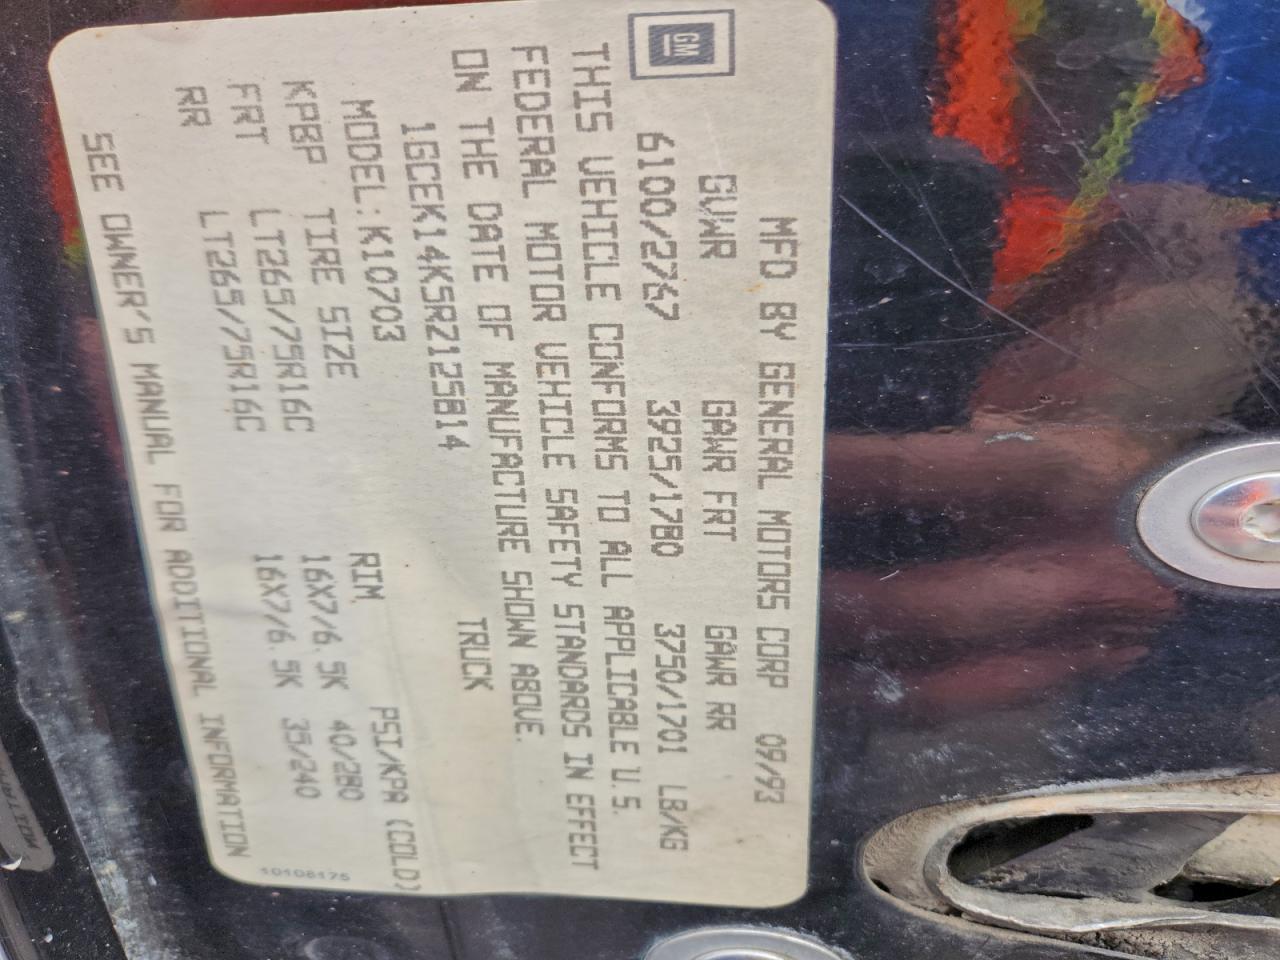 GM
MFD BY GENERAL MOTORS CORP 09/93
GVWR GAWR FRT GAWR RR
6100/2767 3925/1780 3750/1701 LB/KG
THIS VEHICLE CONFORMS TO ALL APPLICABLE U.S.
FEDERAL MOTOR VEHICLE SAFETY STANDARDS IN EFFECT
ON THE DATE OF MANUFACTURE SHOWN ABOVE.
1GCEK14K5RZ125814 TRUCK
MODEL:K10703
KPBP TIRE SIZE RIM PSI/KPA (COLD)
FRT LT265/75R16C 16X7/6.5K 40/280
RR LT265/75R16C 16X7/6.5K 35/240
SEE OWNER'S MANUAL FOR ADDITIONAL INFORMATION
10108175